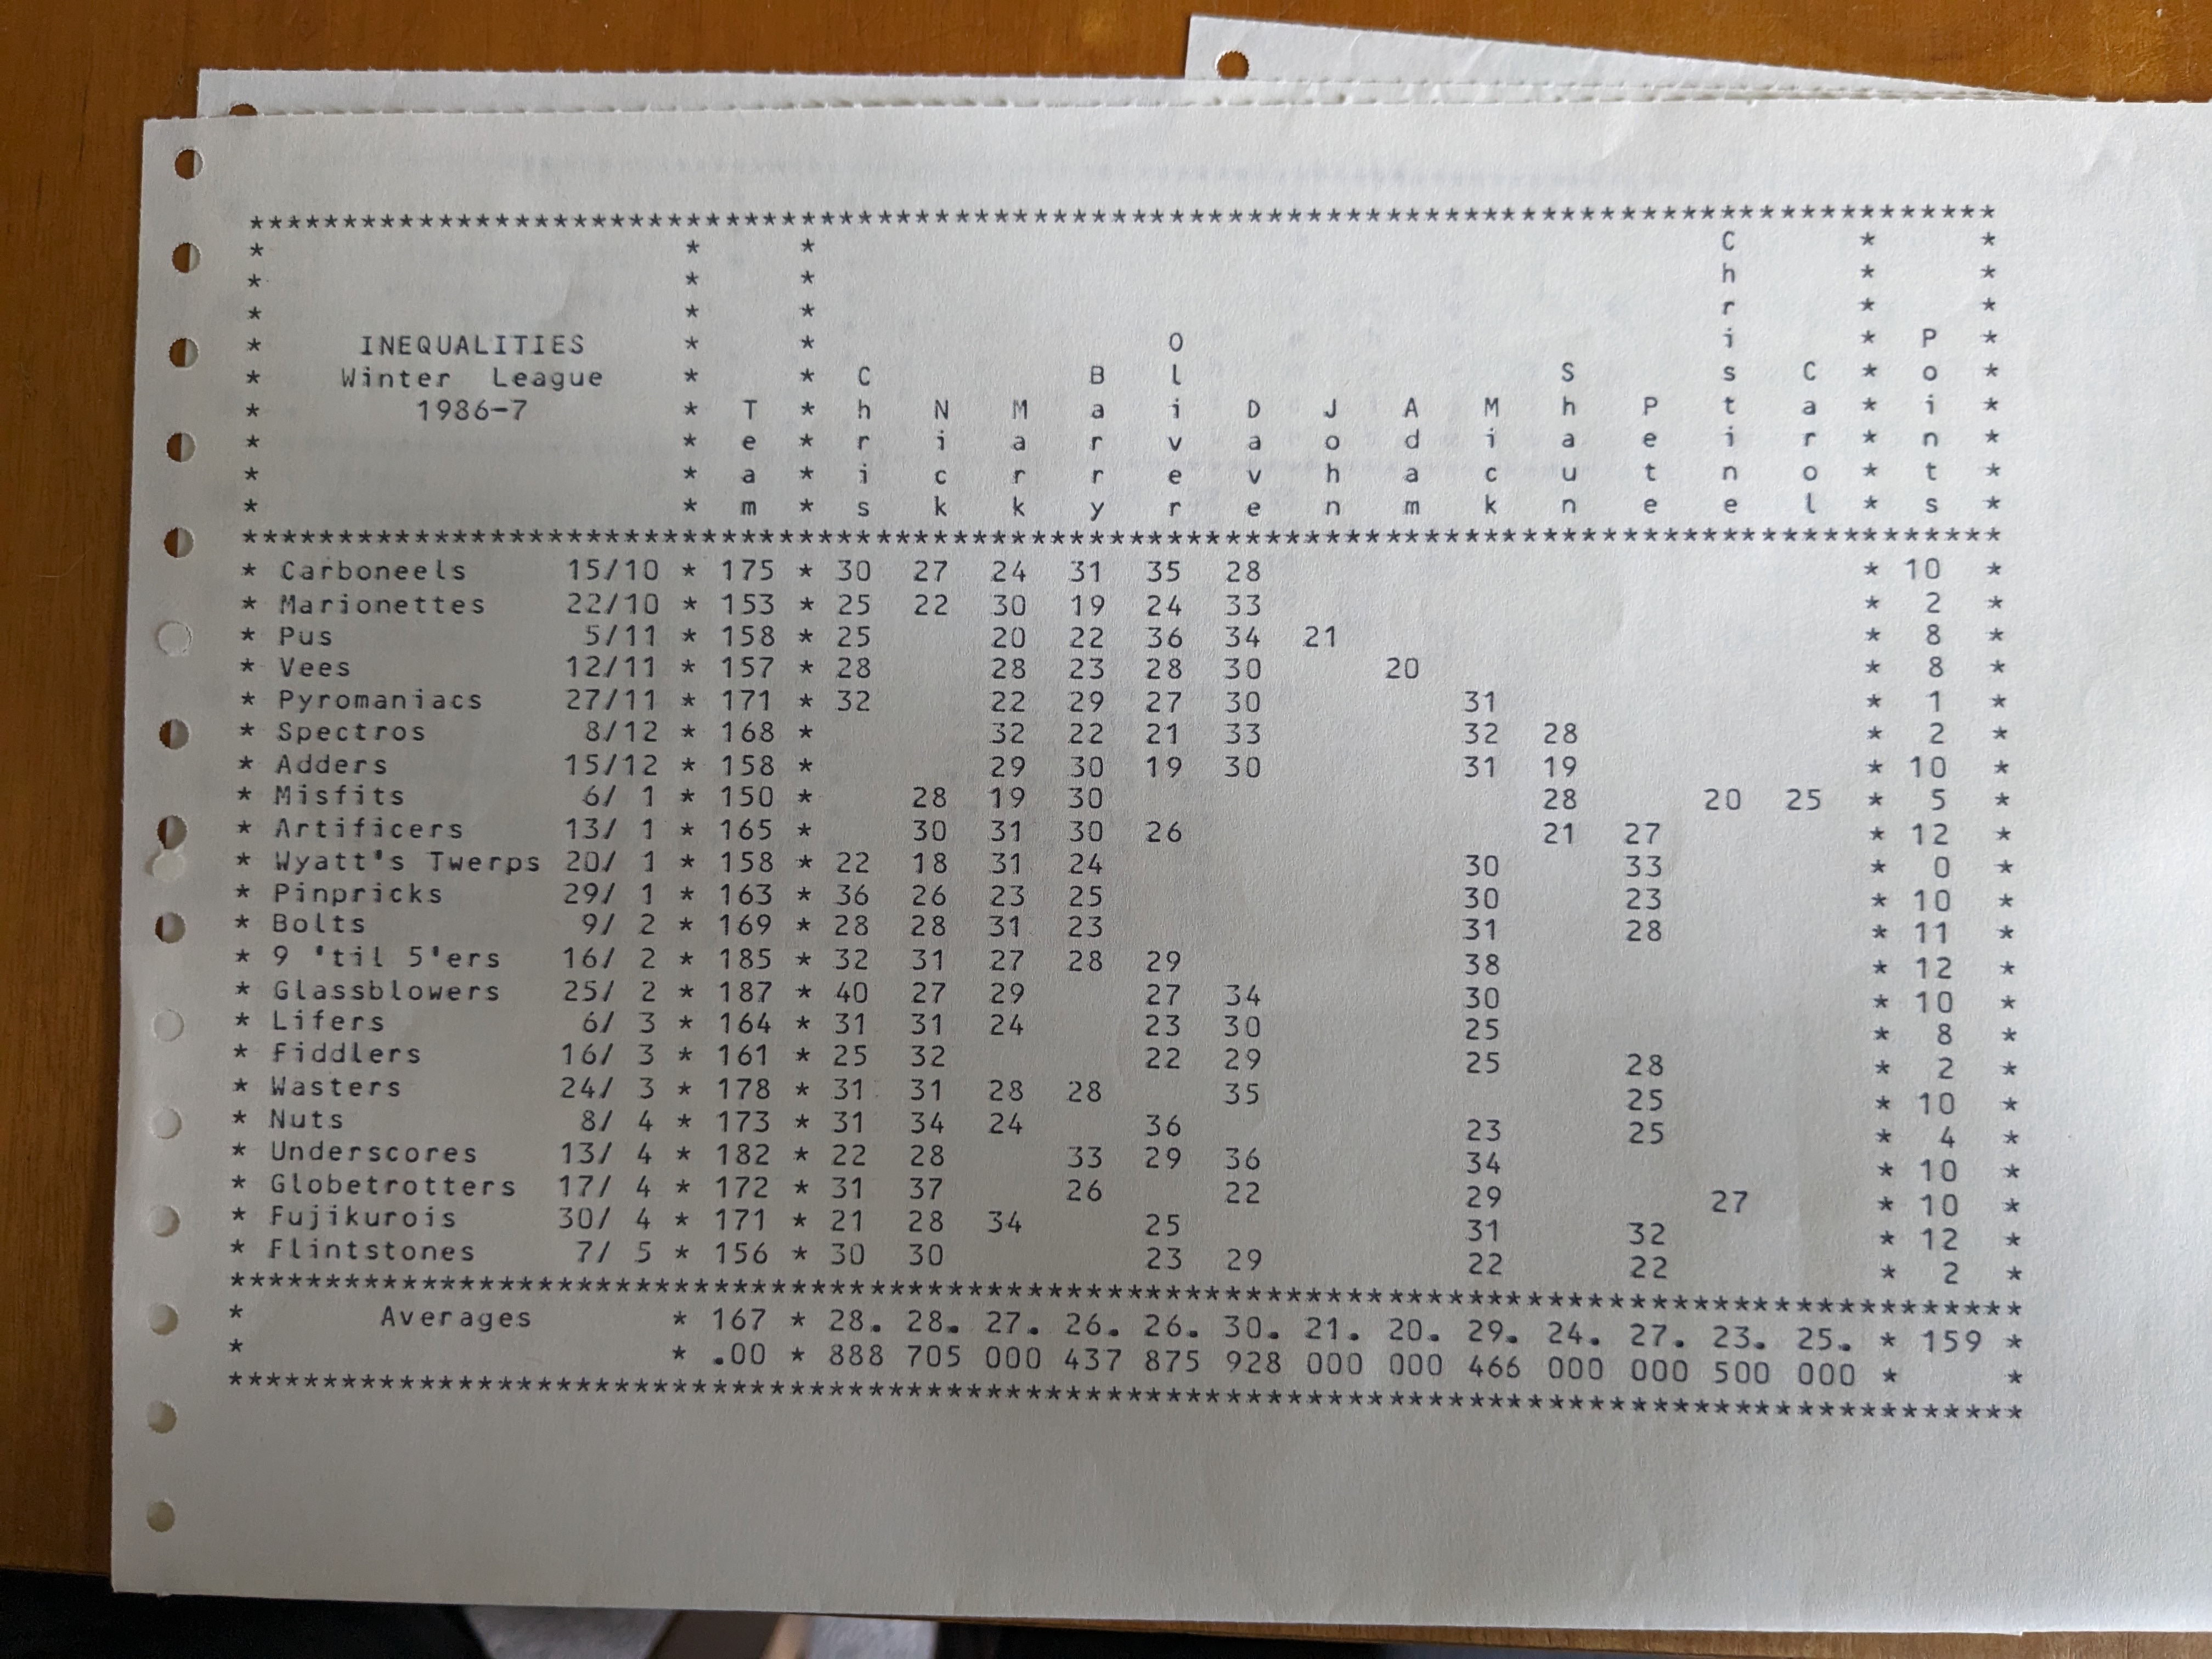 ******************************************************************************************
* * * C * *
* * * h * *
* * * r * *
* INEQUALITIES * * O i * P *
* Winter League * * C B l S s C * o *
* 1986-7 * T * h N M a i D J A M h P t a * i *
* * e * r i a r v a o d i a e i r * n *
* * a * i c r r e v h a c u t n o * t *
* * m * s k k y r e n m k n e e l * s *
******************************************************************************************
* Carboneels 15/10 * 175 * 30 27 24 31 35 28 * 10 *
* Marionettes 22/10 * 153 * 25 22 30 19 24 33 * 2 *
* Pus 5/11 * 158 * 25 20 22 36 34 21 * 8 *
* Vees 12/11 * 157 * 28 28 23 28 30 20 * 8 *
* Pyromaniacs 27/11 * 171 * 32 22 29 27 30 31 * 1 *
* Spectros 8/12 * 168 * 32 22 21 33 32 28 * 2 *
* Adders 15/12 * 158 * 29 30 19 30 31 19 * 10 *
* Misfits 6/ 1 * 150 * 28 19 30 28 20 25 * 5 *
* Artificers 13/ 1 * 165 * 30 31 30 26 21 27 * 12 *
* Wyatt's Twerps 20/ 1 * 158 * 22 18 31 24 30 33 * 0 *
* Pinpricks 29/ 1 * 163 * 36 26 23 25 30 23 * 10 *
* Bolts 9/ 2 * 169 * 28 28 31 23 31 28 * 11 *
* 9 'til 5'ers 16/ 2 * 185 * 32 31 27 28 29 38 * 12 *
* Glassblowers 25/ 2 * 187 * 40 27 29 27 34 30 * 10 *
* Lifers 6/ 3 * 164 * 31 31 24 23 30 25 * 8 *
* Fiddlers 16/ 3 * 161 * 25 32 22 29 25 28 * 2 *
* Wasters 24/ 3 * 178 * 31 31 28 28 35 25 * 10 *
* Nuts 8/ 4 * 173 * 31 34 24 36 23 25 * 4 *
* Underscores 13/ 4 * 182 * 22 28 33 29 36 34 * 10 *
* Globetrotters 17/ 4 * 172 * 31 37 26 22 29 27 * 10 *
* Fujikurois 30/ 4 * 171 * 21 28 34 25 31 32 * 12 *
* Flintstones 7/ 5 * 156 * 30 30 23 29 22 22 * 2 *
******************************************************************************************
* Averages * 167 * 28. 28. 27. 26. 26. 30. 21. 20. 29. 24. 27. 23. 25. * 159 *
* * .00 * 888 705 000 437 875 928 000 000 466 000 000 500 000 * *
******************************************************************************************